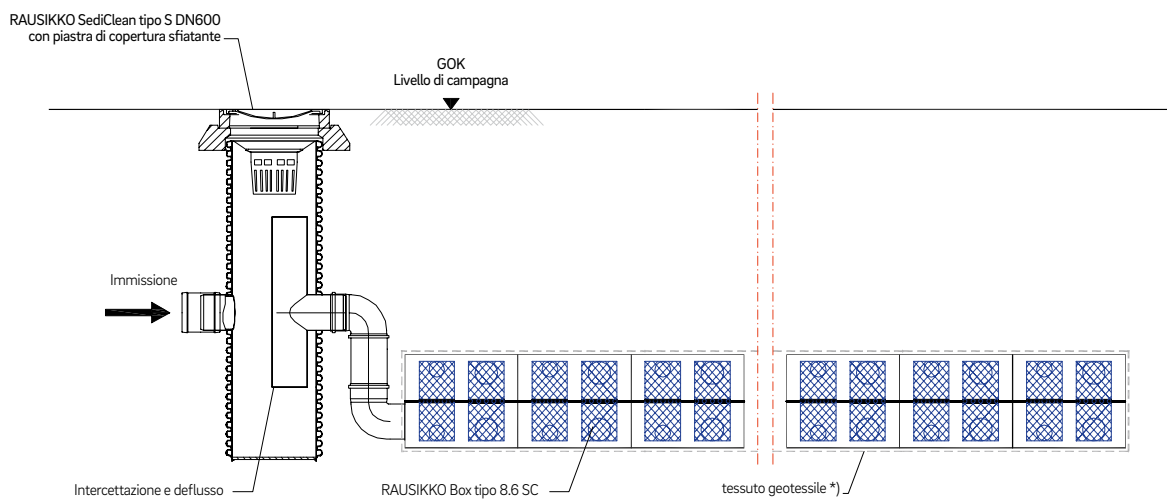 RAUSIKKO SediClean tipo S DN600
con piastra di copertura sfiatante
GOK
Livello di campagna
Immissione
Intercettazione e deflusso
RAUSIKKO Box tipo 8.6 SC
tessuto geotessile *)